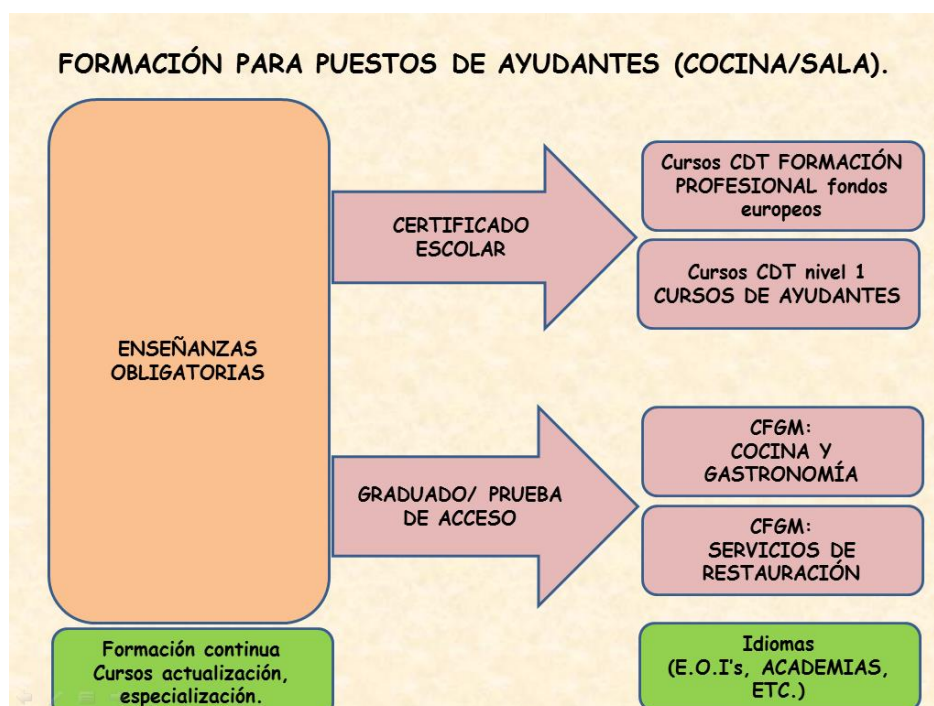 FORMACIÓN PARA PUESTOS DE AYUDANTES (COCINA/SALA).
ENSEÑANZAS
OBLIGATORIAS
CERTIFICADO
ESCOLAR
Cursos CDT FORMACIÓN
PROFESIONAL fondos
europeos
Cursos CDT nivel 1
CURSOS DE AYUDANTES
GRADUADO/ PRUEBA
DE ACCESO
CFGM:
COCINA Y
GASTRONOMÍA
CFGM:
SERVICIOS DE
RESTAURACIÓN
Formación continua
Cursos actualización,
especialización.
Idiomas
(E.O.I's, ACADEMIAS,
ETC.)